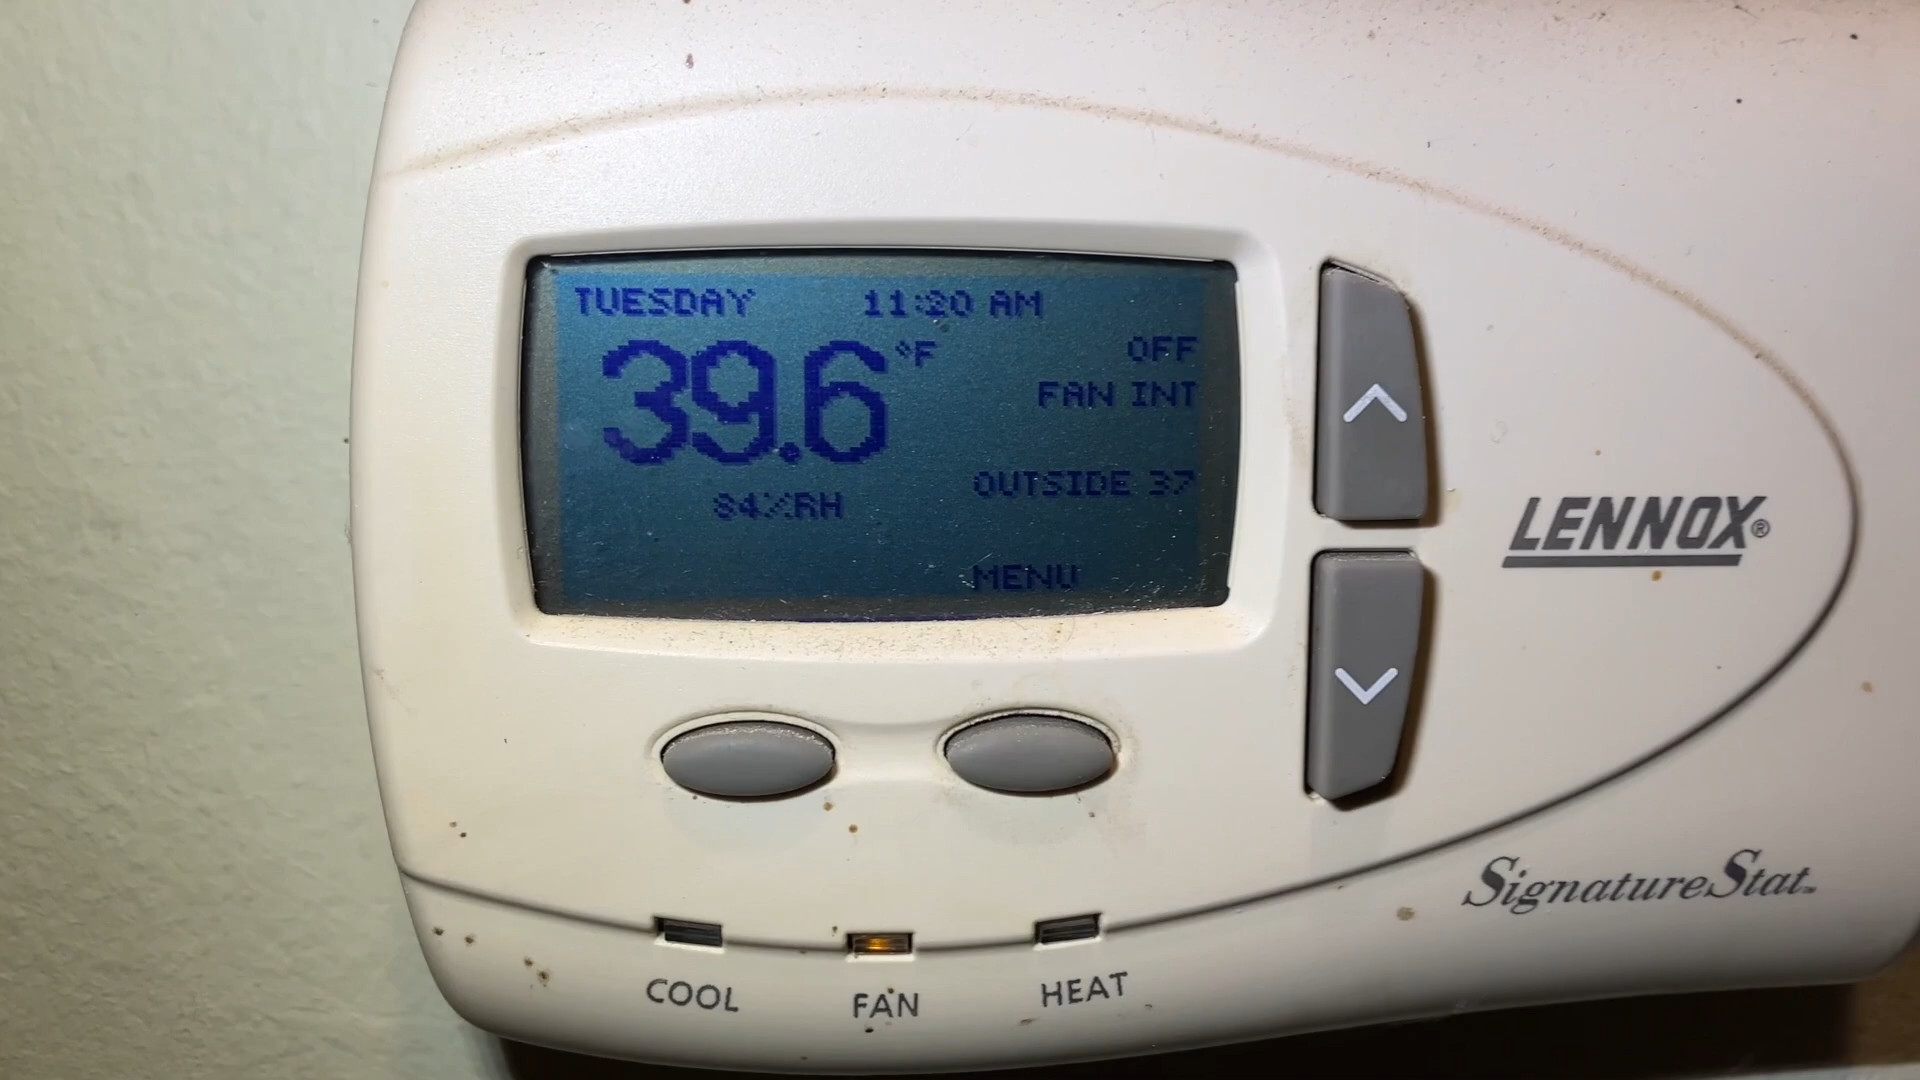 TUESDAY 11:20 AM
39.6 °F
OFF
FAN INT
84%RH
OUTSIDE 37
MENU
LENNOX®
SignatureStat™
COOL
FAN
HEAT